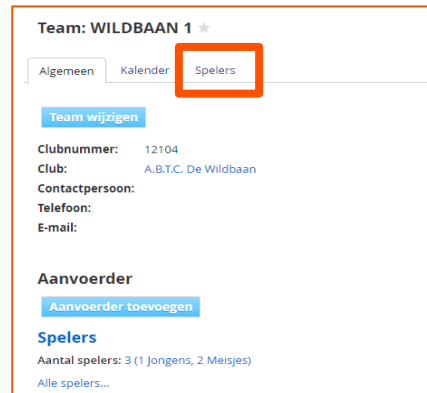 Team: WILDBAAN 1
Algemeen Kalender Spelers
Team wijzigen
Clubnummer: 12104
Club: A.B.T.C. De Wildbaan
Contactpersoon:
Telefoon:
E-mail:
Aanvoerder
Aanvoerder toevoegen
Spelers
Aantal spelers: 3 (1 Jongens, 2 Meisjes)
Alle spelers...